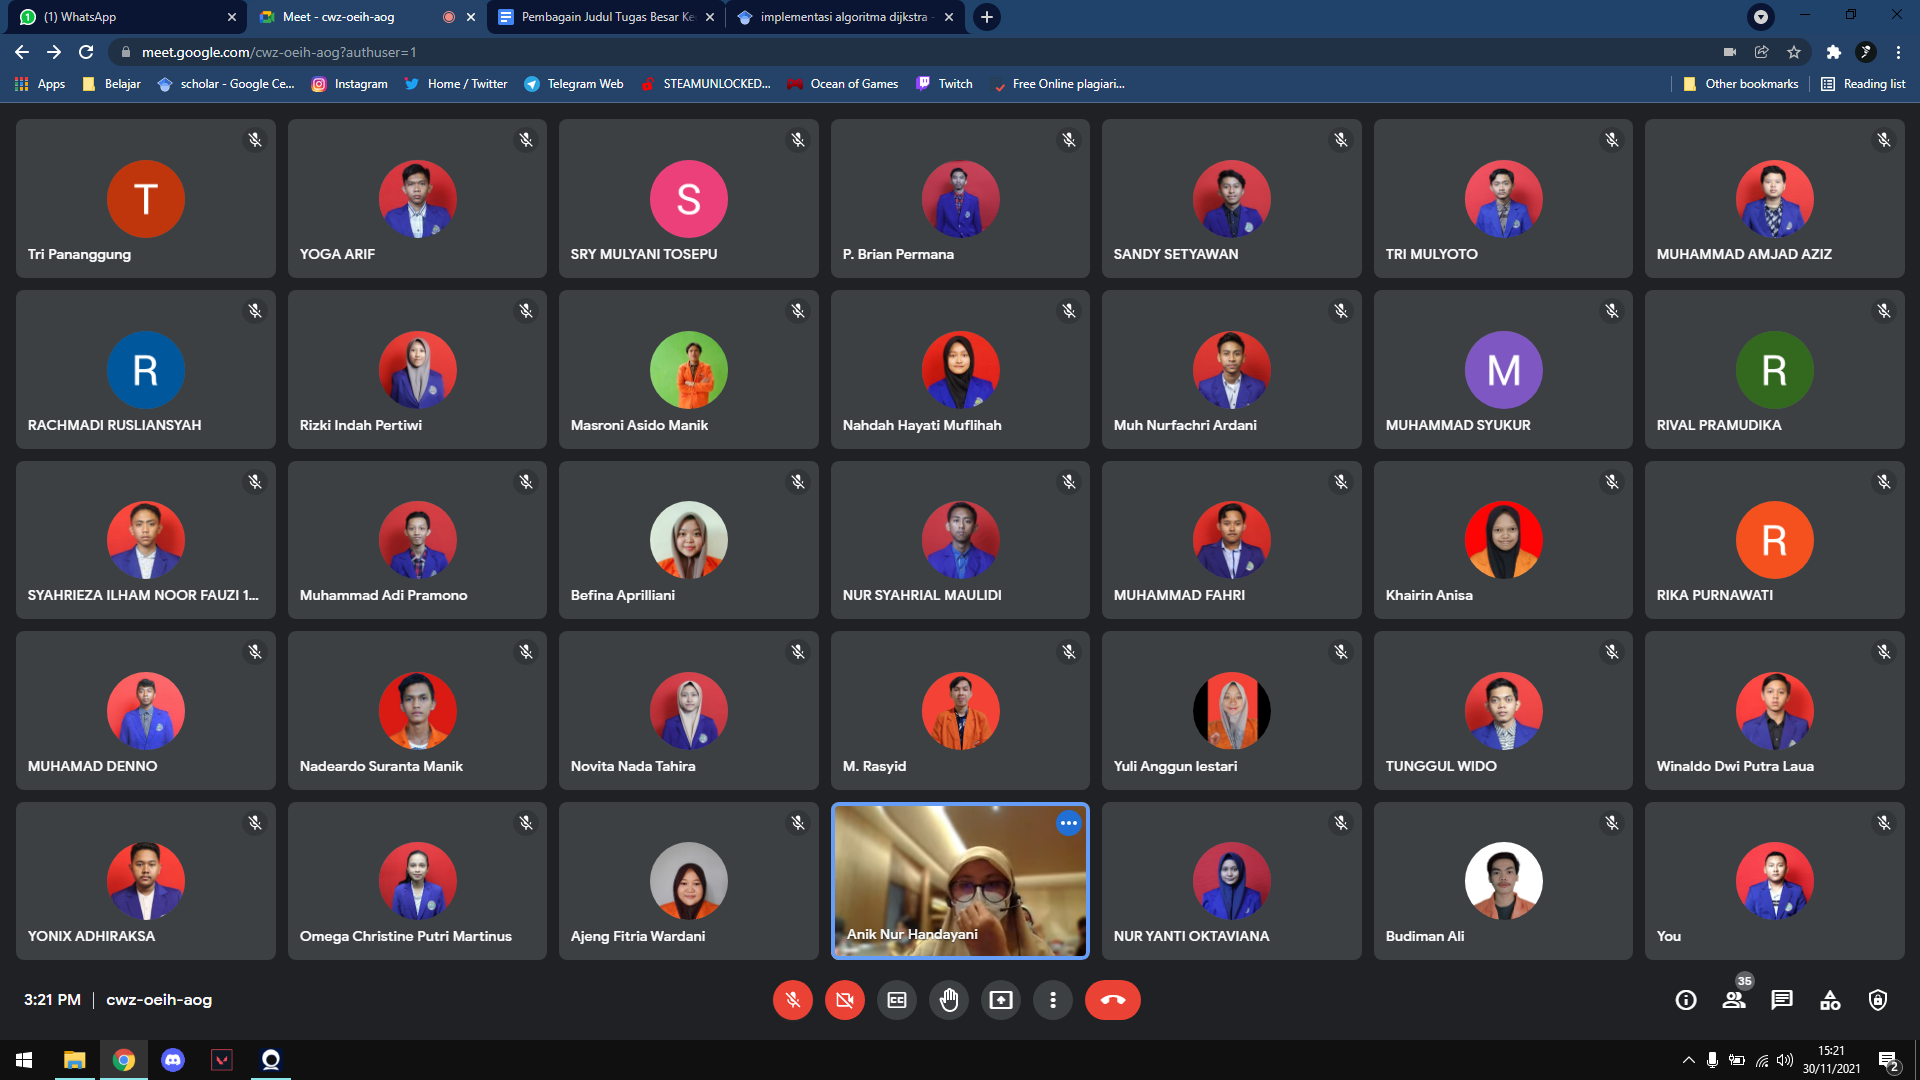 (1) WhatsApp
Meet - cwz-oeih-aog
Pembagain Judul Tugas Besar Ke
implementasi algoritma dijkstra -
meet.google.com/cwz-oeih-aog?authuser=1
Apps
Belajar
scholar - Google Ce...
Instagram
Home / Twitter
Telegram Web
STEAMUNLOCKED...
Ocean of Games
Twitch
Free Online plagiari...
Other bookmarks
Reading list
T
S
Tri Pananggung
YOGA ARIF
SRY MULYANI TOSEPU
P. Brian Permana
SANDY SETYAWAN
TRI MULYOTO
MUHAMMAD AMJAD AZIZ
R
M
R
RACHMADI RUSLIANSYAH
Rizki Indah Pertiwi
Masroni Asido Manik
Nahdah Hayati Muflihah
Muh Nurfachri Ardani
MUHAMMAD SYUKUR
RIVAL PRAMUDIKA
R
SYAHRIEZA ILHAM NOOR FAUZI 1...
Muhammad Adi Pramono
Befina Aprilliani
NUR SYAHRIAL MAULIDI
MUHAMMAD FAHRI
Khairin Anisa
RIKA PURNAWATI
MUHAMAD DENNO
Nadeardo Suranta Manik
Novita Nada Tahira
M. Rasyid
Yuli Anggun lestari
TUNGGUL WIDO
Winaldo Dwi Putra Laua
YONIX ADHIRAKSA
Omega Christine Putri Martinus
Ajeng Fitria Wardani
Anik Nur Handayani
NUR YANTI OKTAVIANA
Budiman Ali
You
3:21 PM | cwz-oeih-aog
CC
35
15:21
30/11/2021
2